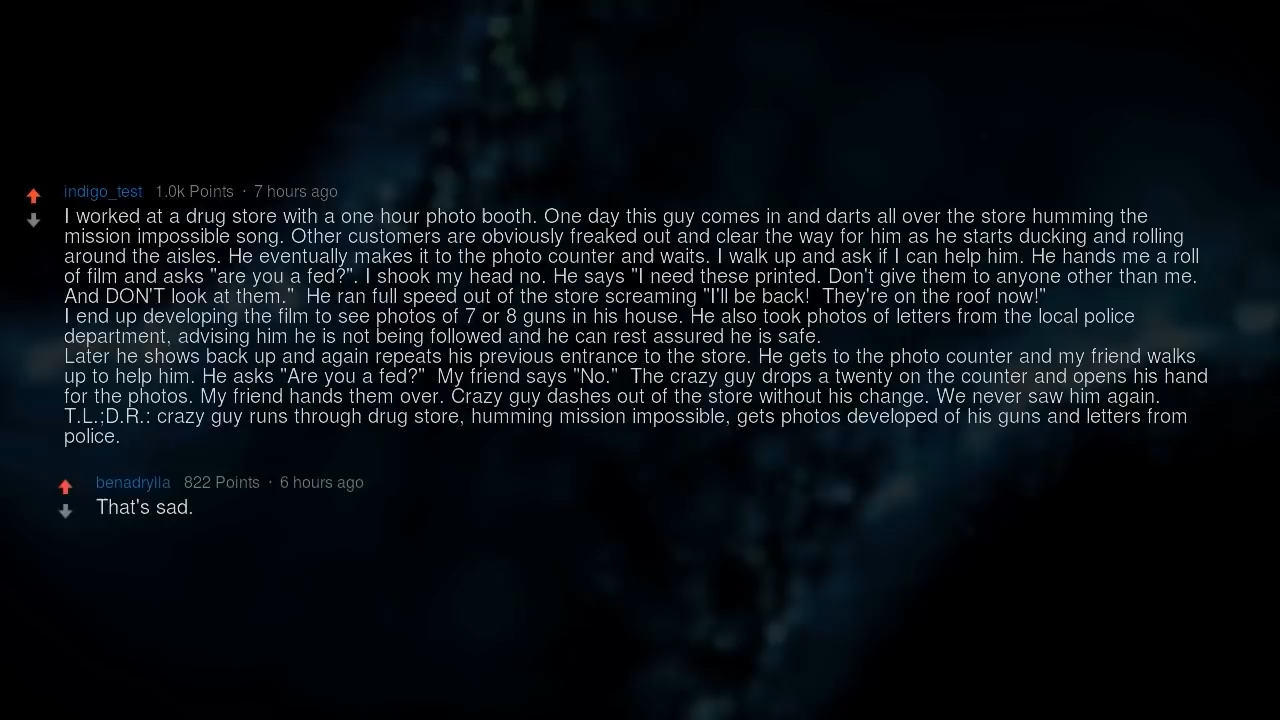 indigo_test 1.0k Points · 7 hours ago
I worked at a drug store with a one hour photo booth. One day this guy comes in and darts all over the store humming the
mission impossible song. Other customers are obviously freaked out and clear the way for him as he starts ducking and rolling
around the aisles. He eventually makes it to the photo counter and waits. I walk up and ask if I can help him. He hands me a roll
of film and asks "are you a fed?". I shook my head no. He says "I need these printed. Don't give them to anyone other than me.
And DON'T look at them."  He ran full speed out of the store screaming "I'll be back!  They're on the roof now!"
I end up developing the film to see photos of 7 or 8 guns in his house. He also took photos of letters from the local police
department, advising him he is not being followed and he can rest assured he is safe.
Later he shows back up and again repeats his previous entrance to the store. He gets to the photo counter and my friend walks
up to help him. He asks "Are you a fed?"  My friend says "No."  The crazy guy drops a twenty on the counter and opens his hand
for the photos. My friend hands them over. Crazy guy dashes out of the store without his change. We never saw him again.
T.L.;D.R.: crazy guy runs through drug store, humming mission impossible, gets photos developed of his guns and letters from
police.
benadrylla 822 Points · 6 hours ago
That's sad.